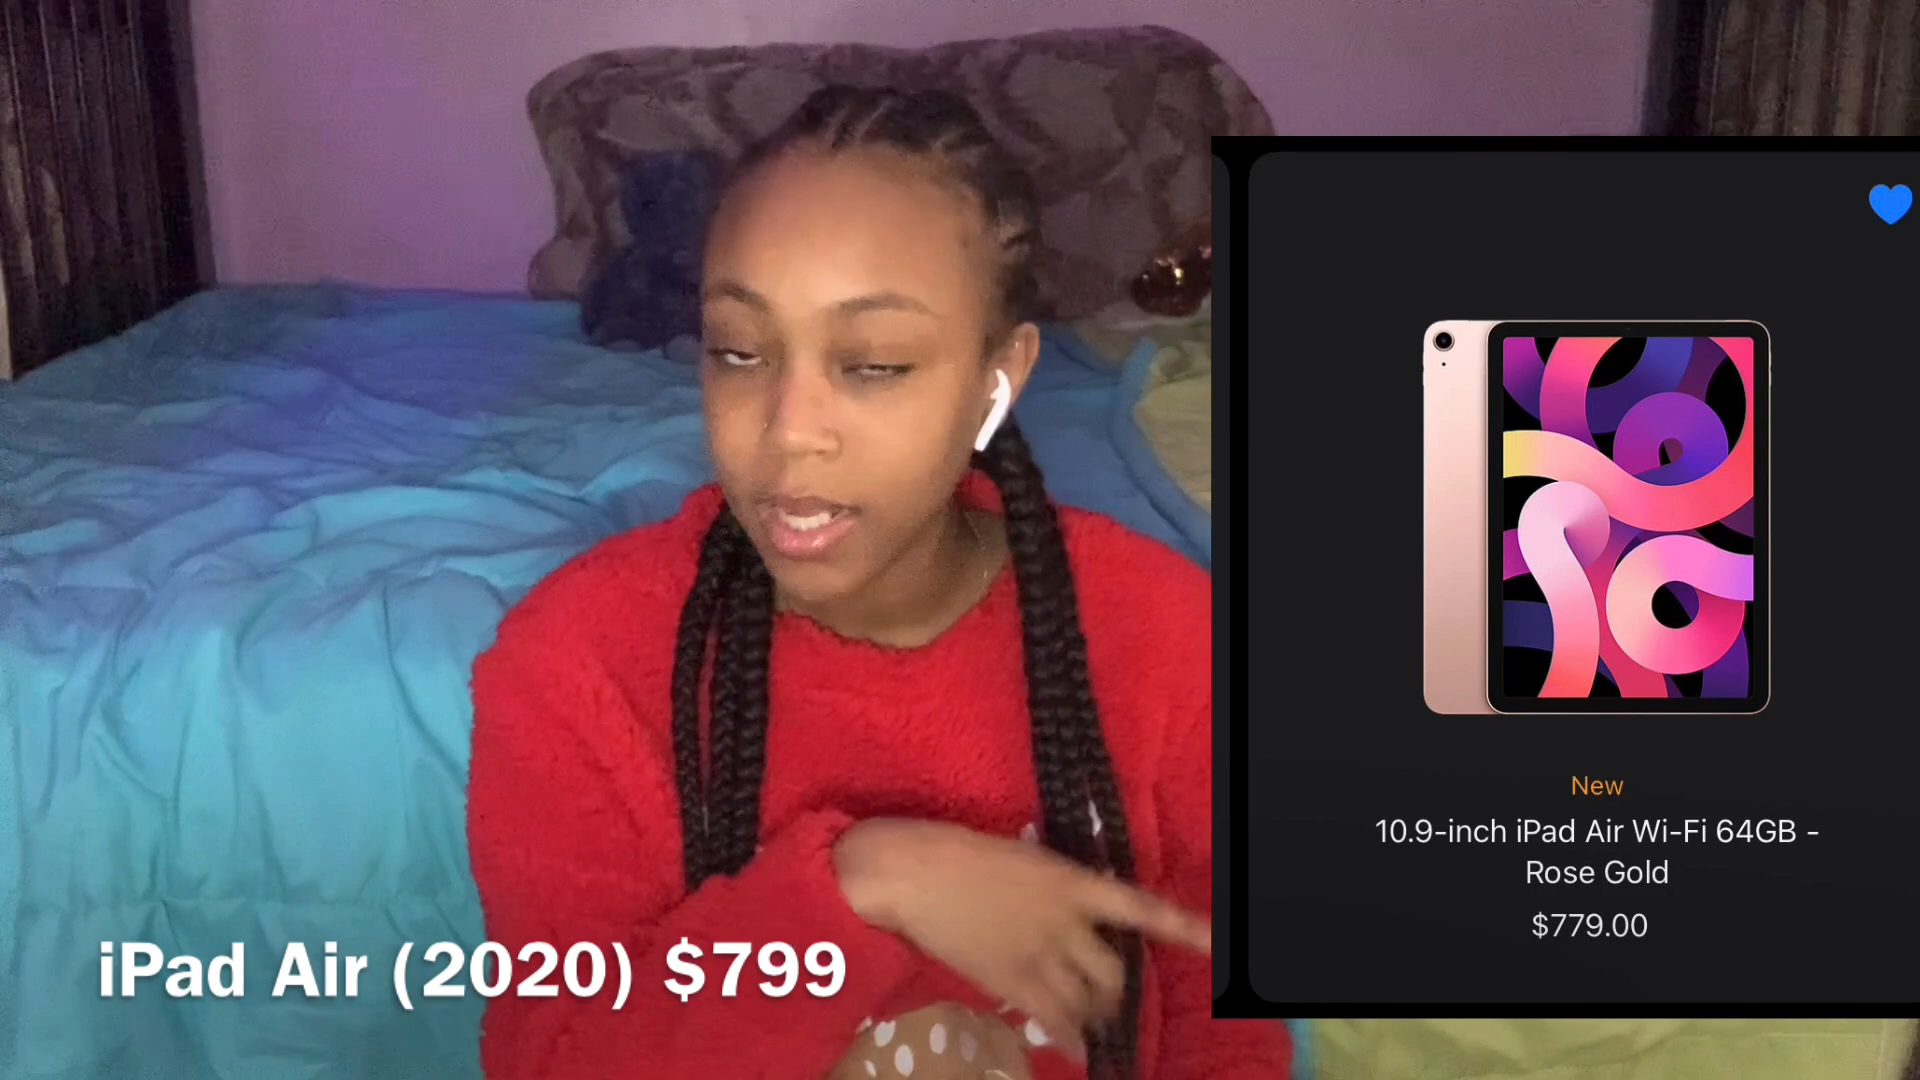 New
10.9-inch iPad Air Wi-Fi 64GB -
Rose Gold
$779.00
iPad Air (2020) $799